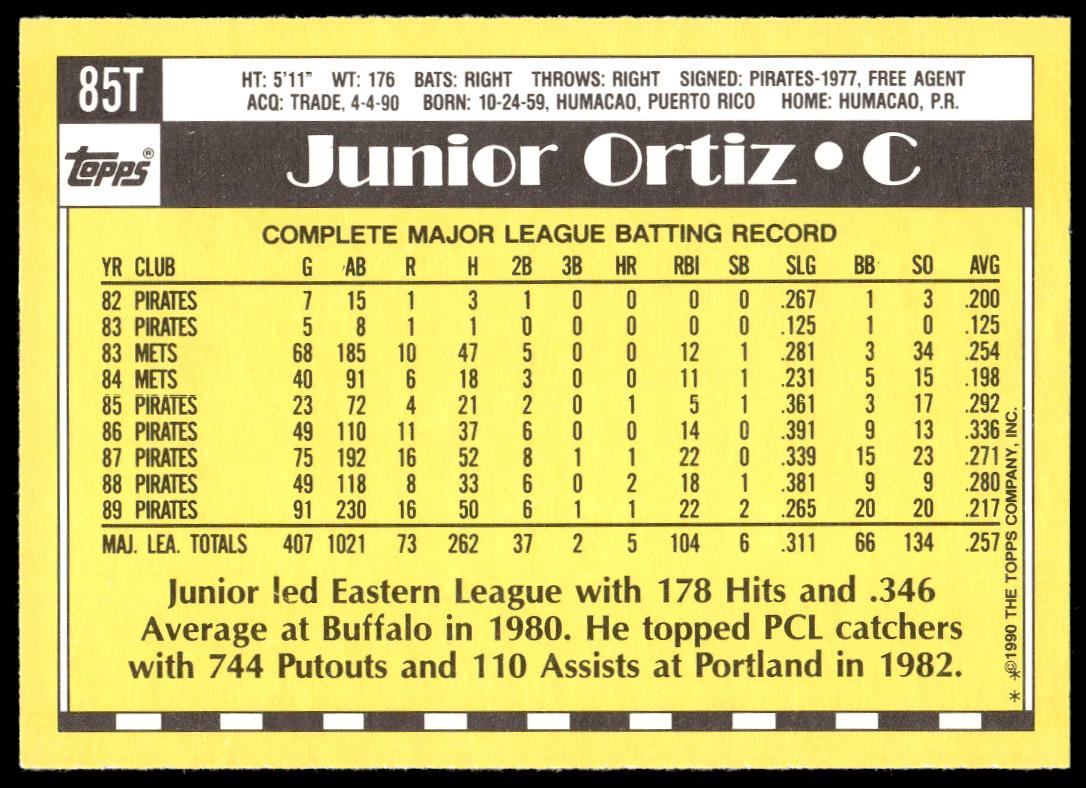 85T
HT: 5'11" WT: 176 BATS: RIGHT THROWS: RIGHT SIGNED: PIRATES-1977, FREE AGENT
ACQ: TRADE, 4-4-90 BORN: 10-24-59, HUMACAO, PUERTO RICO HOME: HUMACAO, P.R.
topps®
Junior Ortiz • C
COMPLETE MAJOR LEAGUE BATTING RECORD
YR CLUB G AB R H 2B 3B HR RBI SB SLG BB SO AVG
82 PIRATES 7 15 1 3 1 0 0 0 0 .267 1 3 .200
83 PIRATES 5 8 1 1 0 0 0 0 0 .125 1 0 .125
83 METS 68 185 10 47 5 0 0 12 1 .281 3 34 .254
84 METS 40 91 6 18 3 0 0 11 1 .231 5 15 .198
85 PIRATES 23 72 4 21 2 0 1 5 1 .361 3 17 .292
86 PIRATES 49 110 11 37 6 0 0 14 0 .391 9 13 .336
87 PIRATES 75 192 16 52 8 1 1 22 0 .339 15 23 .271
88 PIRATES 49 118 8 33 6 0 2 18 1 .381 9 9 .280
89 PIRATES 91 230 16 50 6 1 1 22 2 .265 20 20 .217
MAJ. LEA. TOTALS 407 1021 73 262 37 2 5 104 6 .311 66 134 .257
Junior led Eastern League with 178 Hits and .346
Average at Buffalo in 1980. He topped PCL catchers
with 744 Putouts and 110 Assists at Portland in 1982.
* *©1990 THE TOPPS COMPANY, INC.